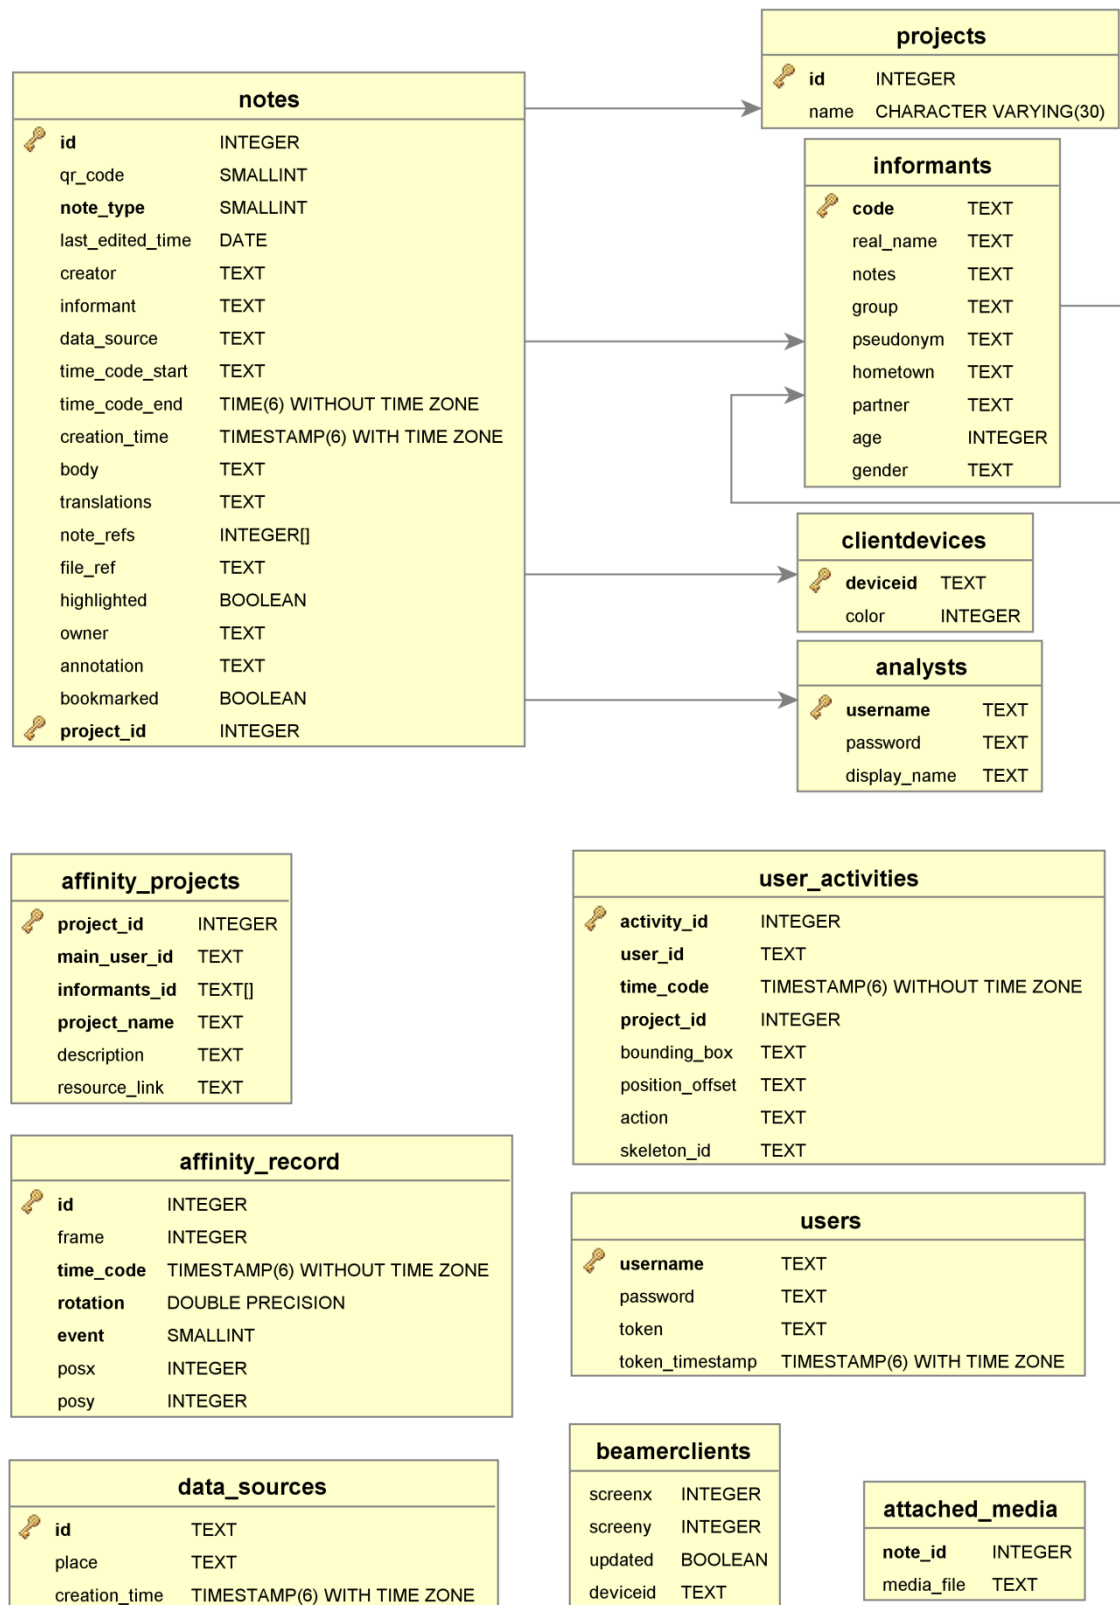 projects
id INTEGER
name CHARACTER VARYING(30)
notes
id INTEGER
qr_code SMALLINT
note_type SMALLINT
last_edited_time DATE
creator TEXT
informant TEXT
data_source TEXT
time_code_start TEXT
time_code_end TIME(6) WITHOUT TIME ZONE
creation_time TIMESTAMP(6) WITH TIME ZONE
body TEXT
translations TEXT
note_refs INTEGER[]
file_ref TEXT
highlighted BOOLEAN
owner TEXT
annotation TEXT
bookmarked BOOLEAN
project_id INTEGER
informants
code TEXT
real_name TEXT
notes TEXT
group TEXT
pseudonym TEXT
hometown TEXT
partner TEXT
age INTEGER
gender TEXT
clientdevices
deviceid TEXT
color INTEGER
analysts
username TEXT
password TEXT
display_name TEXT
affinity_projects
project_id INTEGER
main_user_id TEXT
informants_id TEXT[]
project_name TEXT
description TEXT
resource_link TEXT
user_activities
activity_id INTEGER
user_id TEXT
time_code TIMESTAMP(6) WITHOUT TIME ZONE
project_id INTEGER
bounding_box TEXT
position_offset TEXT
action TEXT
skeleton_id TEXT
affinity_record
id INTEGER
frame INTEGER
time_code TIMESTAMP(6) WITHOUT TIME ZONE
rotation DOUBLE PRECISION
event SMALLINT
posx INTEGER
posy INTEGER
users
username TEXT
password TEXT
token TEXT
token_timestamp TIMESTAMP(6) WITH TIME ZONE
data_sources
id TEXT
place TEXT
creation_time TIMESTAMP(6) WITH TIME ZONE
beamerclients
screenx INTEGER
screeny INTEGER
updated BOOLEAN
deviceid TEXT
attached_media
note_id INTEGER
media_file TEXT